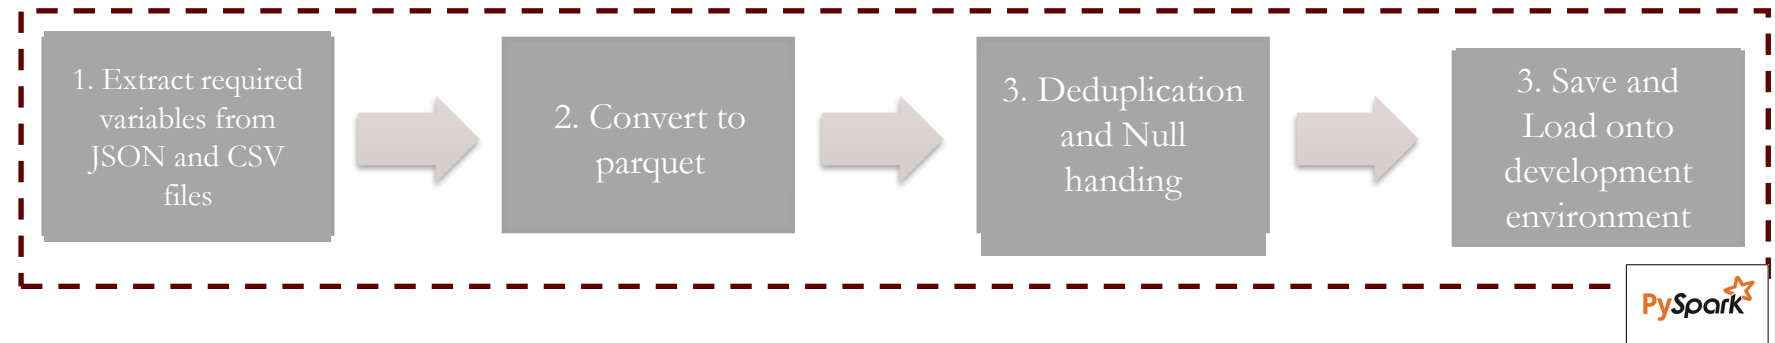 1. Extract required
variables from
JSON and CSV
files
2. Convert to
parquet
3. Deduplication
and Null
handing
3. Save and
Load onto
development
environment
PySpark